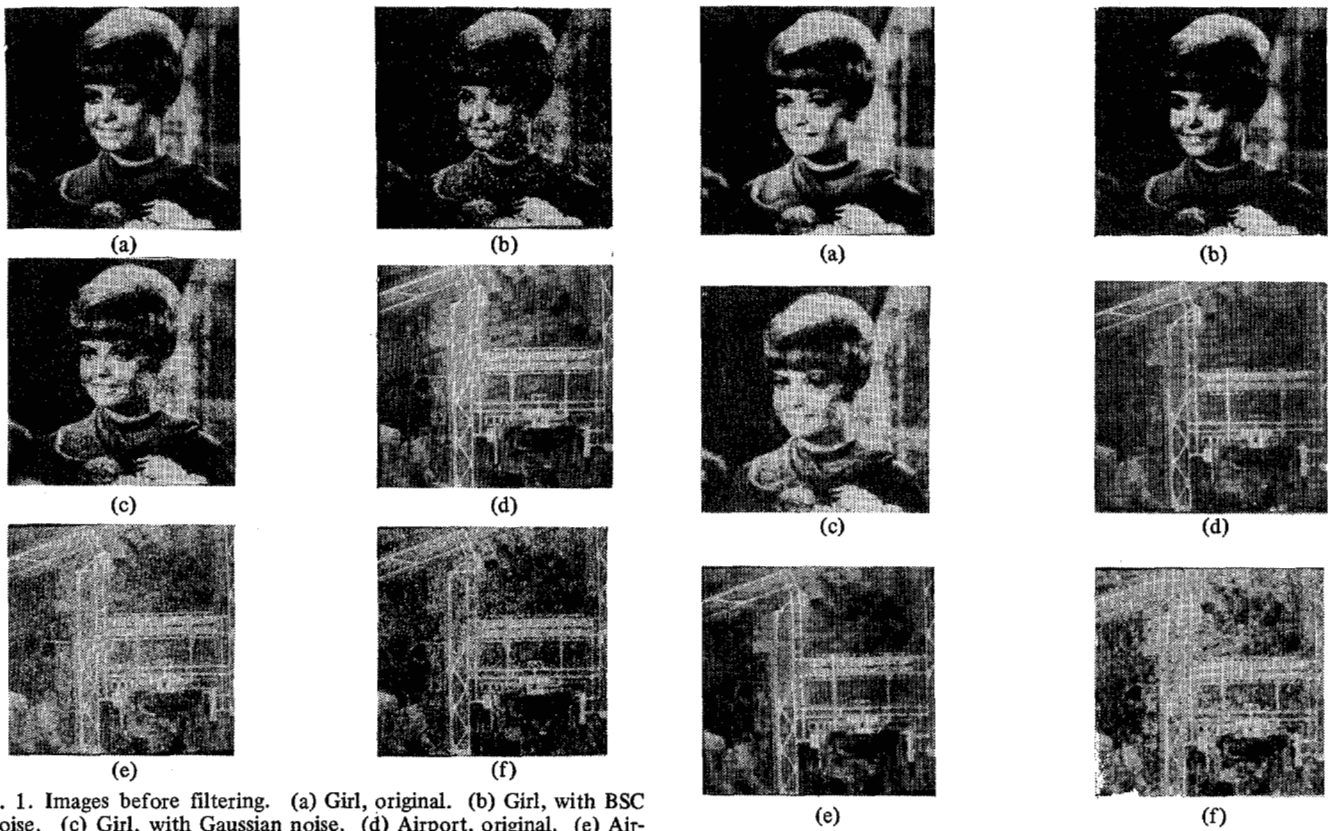 (a)
(b)
(c)
(d)
(e)
(f)
. 1. Images before filtering. (a) Girl, original. (b) Girl, with BSC
oise. (c) Girl, with Gaussian noise. (d) Airport, original. (e) Air-
(a)
(b)
(c)
(d)
(e)
(f)